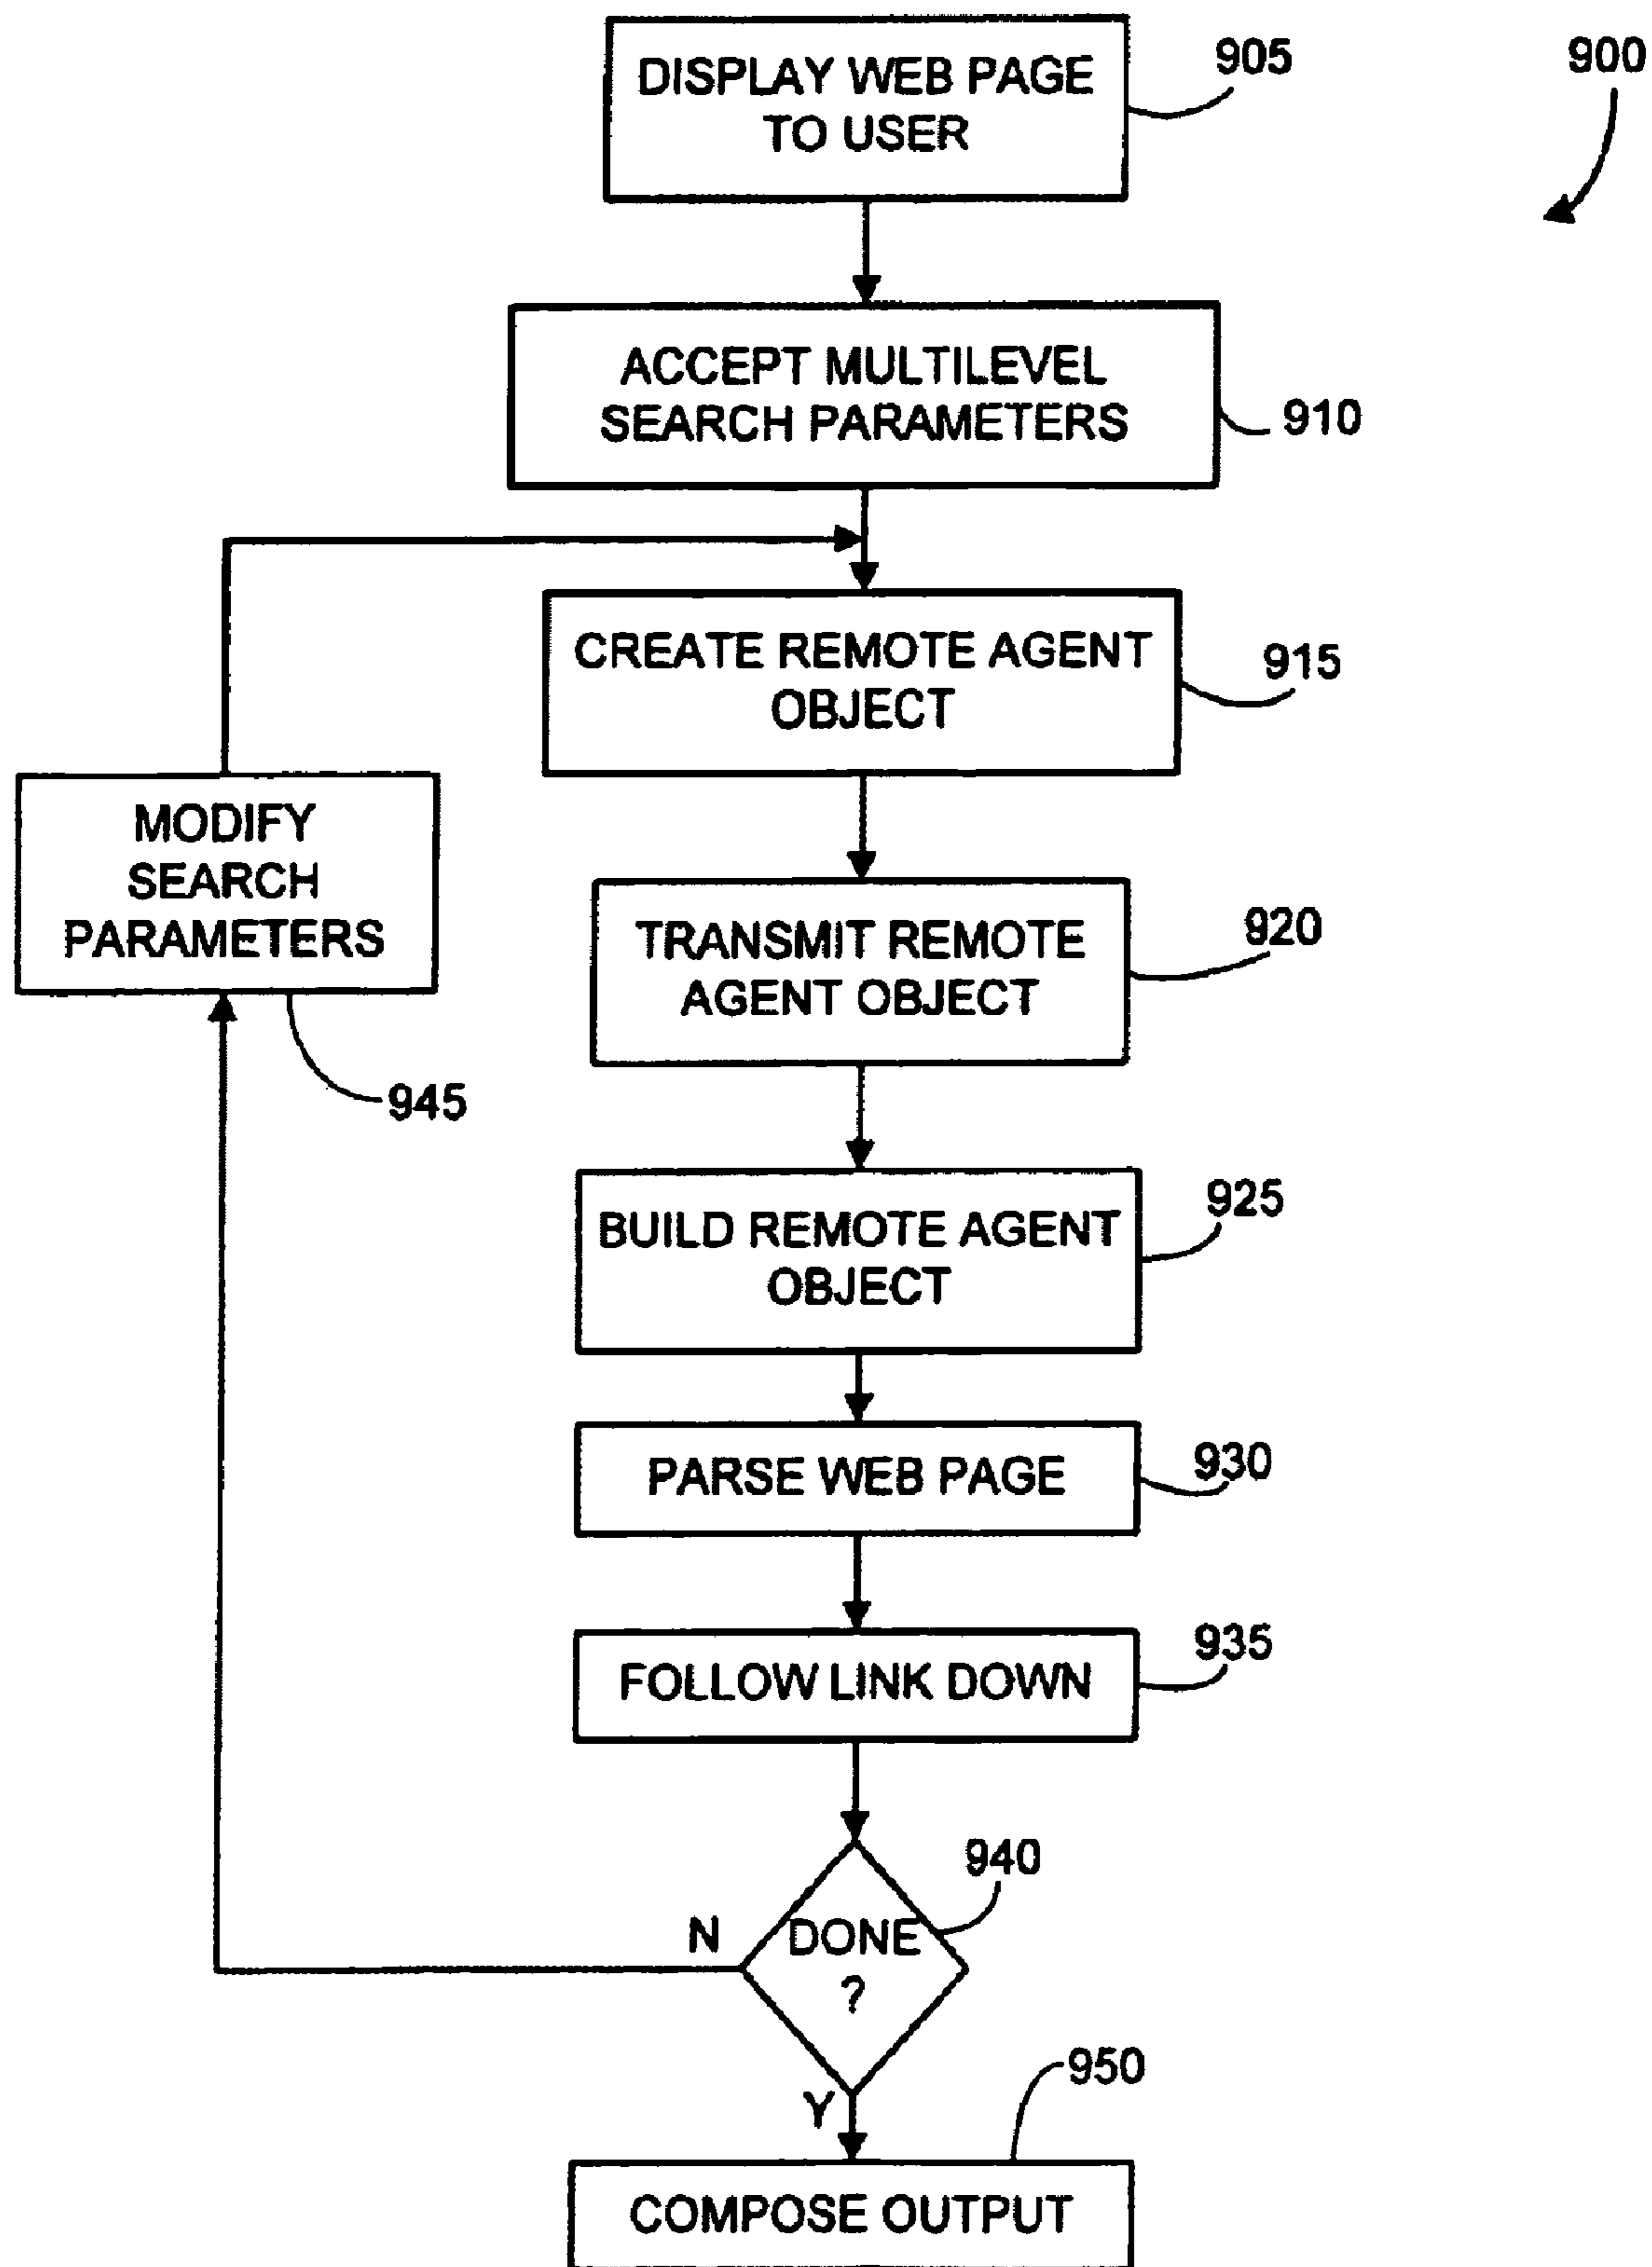 DISPLAY WEB PAGE
TO USER
905
900
ACCEPT MULTILEVEL
SEARCH PARAMETERS
910
CREATE REMOTE AGENT
OBJECT
915
MODIFY
SEARCH
PARAMETERS
945
TRANSMIT REMOTE
AGENT OBJECT
920
BUILD REMOTE AGENT
OBJECT
925
PARSE WEB PAGE
930
FOLLOW LINK DOWN
935
DONE
?
940
N
Y
COMPOSE OUTPUT
950